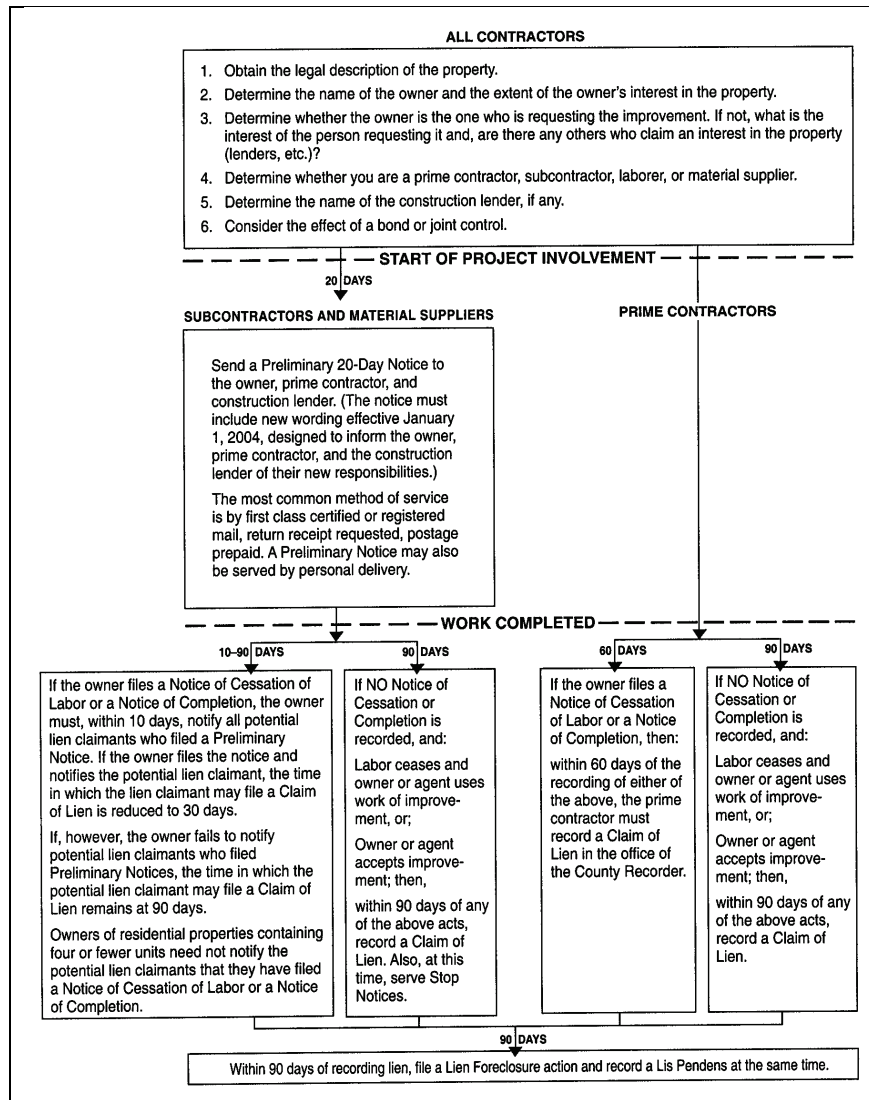 ALL CONTRACTORS
1. Obtain the legal description of the property.
2. Determine the name of the owner and the extent of the owner's interest in the property.
3. Determine whether the owner is the one who is requesting the improvement. If not, what is the
interest of the person requesting it and, are there any others who claim an interest in the property
(lenders, etc.)?
4. Determine whether you are a prime contractor, subcontractor, laborer, or material supplier.
5. Determine the name of the construction lender, if any.
6. Consider the effect of a bond or joint control.
START OF PROJECT INVOLVEMENT
20 DAYS
SUBCONTRACTORS AND MATERIAL SUPPLIERS
Send a Preliminary 20-Day Notice to
the owner, prime contractor, and
construction lender. (The notice must
include new wording effective January
1, 2004, designed to inform the owner,
prime contractor, and the construction
lender of their new responsibilities.)
The most common method of service
is by first class certified or registered
mail, return receipt requested, postage
prepaid. A Preliminary Notice may also
be served by personal delivery.
PRIME CONTRACTORS
WORK COMPLETED
10–90 DAYS
If the owner files a Notice of Cessation of
Labor or a Notice of Completion, the owner
must, within 10 days, notify all potential
lien claimants who filed a Preliminary
Notice. If the owner files the notice and
notifies the potential lien claimant, the time
in which the lien claimant may file a Claim
of Lien is reduced to 30 days.
If, however, the owner fails to notify
potential lien claimants who filed
Preliminary Notices, the time in which the
potential lien claimant may file a Claim of
Lien remains at 90 days.
Owners of residential properties containing
four or fewer units need not notify the
potential lien claimants that they have filed
a Notice of Cessation of Labor or a Notice
of Completion.
90 DAYS
If NO Notice of
Cessation or
Completion is
recorded, and:
Labor ceases and
owner or agent uses
work of improve-
ment, or;
Owner or agent
accepts improve-
ment; then,
within 90 days of any
of the above acts,
record a Claim of
Lien. Also, at this
time, serve Stop
Notices.
60 DAYS
If the owner files a
Notice of Cessation
of Labor or a Notice
of Completion, then:
within 60 days of the
recording of either of
the above, the prime
contractor must
record a Claim of
Lien in the office of
the County Recorder.
90 DAYS
If NO Notice of
Cessation or
Completion is
recorded, and:
Labor ceases and
owner or agent uses
work of improve-
ment, or;
Owner or agent
accepts improve-
ment; then,
within 90 days of any
of the above acts,
record a Claim of
Lien.
90 DAYS
Within 90 days of recording lien, file a Lien Foreclosure action and record a Lis Pendens at the same time.